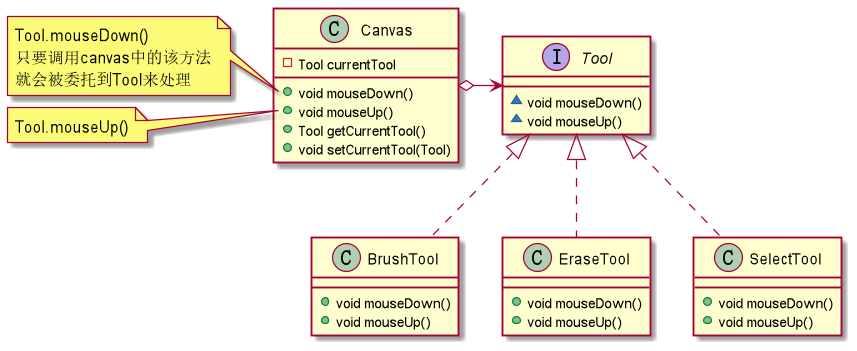 Tool.mouseDown()
只要调用canvas中的该方法
就会被委托到Tool来处理
Tool.mouseUp()
C Canvas
Tool currentTool
void mouseDown()
void mouseUp()
Tool getCurrentTool()
void setCurrentTool(Tool)
I Tool
void mouseDown()
void mouseUp()
C BrushTool
void mouseDown()
void mouseUp()
C EraseTool
void mouseDown()
void mouseUp()
C SelectTool
void mouseDown()
void mouseUp()